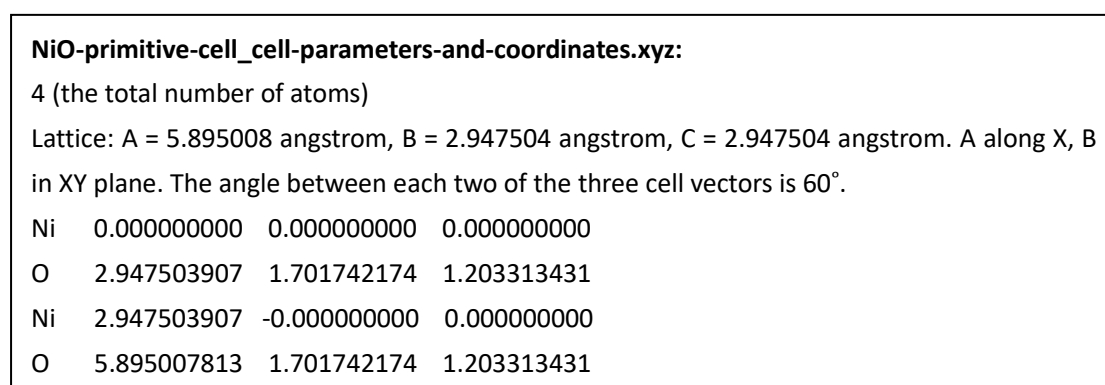 NiO-primitive-cell_cell-parameters-and-coordinates.xyz:
4 (the total number of atoms)
Lattice: A = 5.895008 angstrom, B = 2.947504 angstrom, C = 2.947504 angstrom. A along X, B
in XY plane. The angle between each two of the three cell vectors is 60°.
Ni 0.000000000 0.000000000 0.000000000
O 2.947503907 1.701742174 1.203313431
Ni 2.947503907 -0.000000000 0.000000000
O 5.895007813 1.701742174 1.203313431